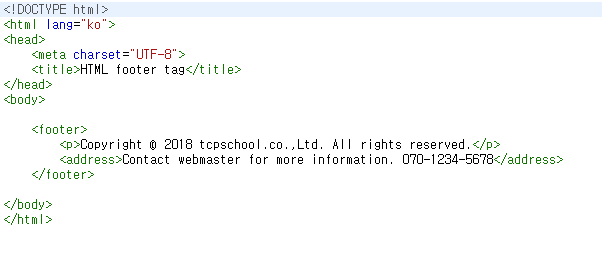 <!DOCTYPE html>
<html lang="ko">
<head>
    <meta charset="UTF-8">
    <title>HTML footer tag</title>
</head>
<body>

    <footer>
        <p>Copyright @ 2018 tcpschool.co.,Ltd. All rights reserved.</p>
        <address>Contact webmaster for more information. 070-1234-5678</address>
    </footer>

</body>
</html>